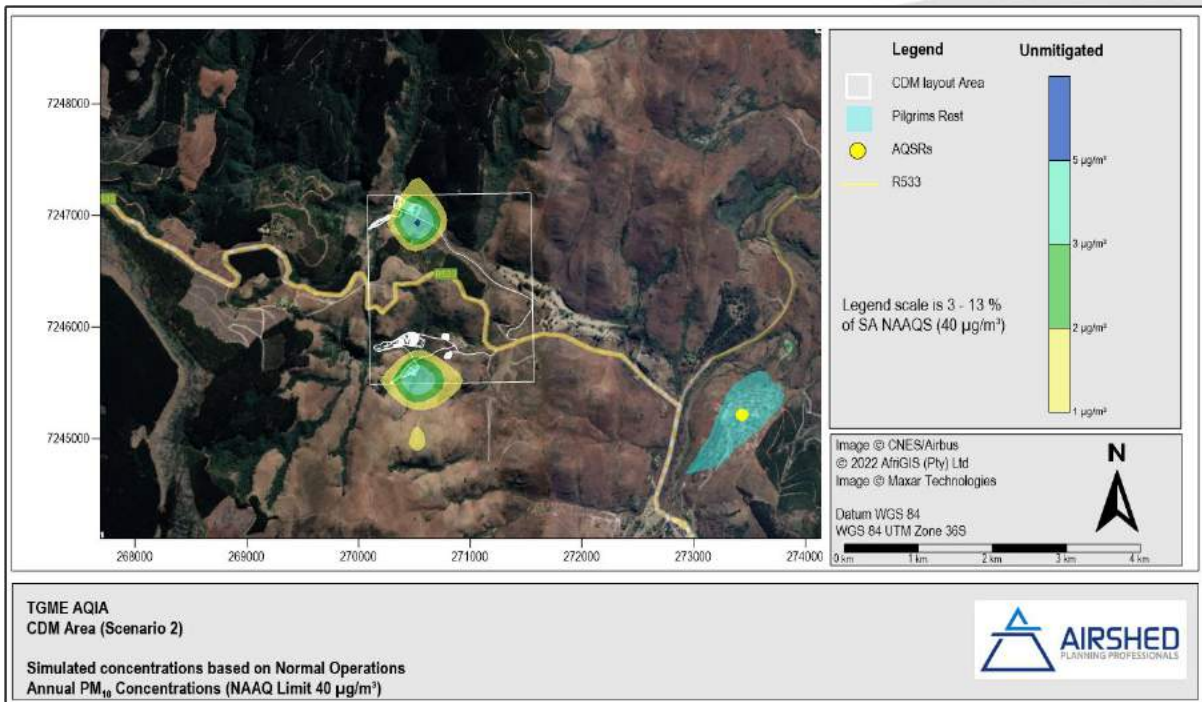 7248000
7247000
7246000
7245000
268000
269000
270000
271000
272000
273000
274000
R533
Legend
Unmitigated
CDM layout Area
Pilgrims Rest
AQSRs
R533
5 µg/m³
3 µg/m³
2 µg/m³
1 µg/m³
Legend scale is 3 - 13 %
of SA NAAQS (40 µg/m³)
Image © CNES/Airbus
© 2022 AfriGIS (Pty) Ltd
Image © Maxar Technologies
Datum WGS 84
WGS 84 UTM Zone 36S
N
0 km
1 km
2 km
3 km
4 km
TGME AQIA
CDM Area (Scenario 2)
Simulated concentrations based on Normal Operations
Annual PM₁₀ Concentrations (NAAQ Limit 40 µg/m³)
AIRSHED
PLANNING PROFESSIONALS